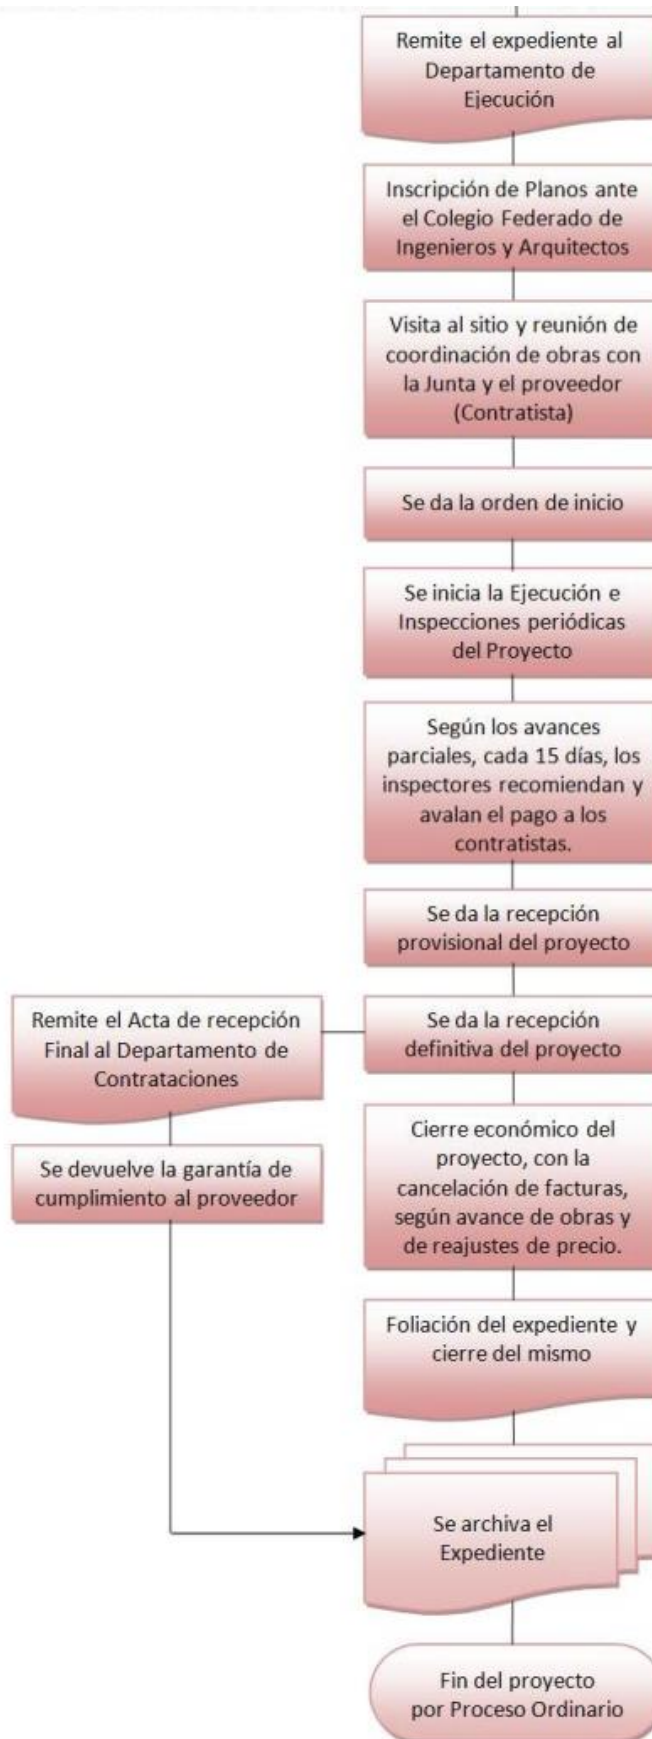 Remite el expediente al
Departamento de
Ejecución
Inscripción de Planos ante
el Colegio Federado de
Ingenieros y Arquitectos
Visita al sitio y reunión de
coordinación de obras con
la Junta y el proveedor
(Contratista)
Se da la orden de inicio
Se inicia la Ejecución e
Inspecciones periódicas
del Proyecto
Según los avances
parciales, cada 15 días, los
inspectores recomiendan y
avalan el pago a los
contratistas.
Se da la recepción
provisional del proyecto
Se da la recepción
definitiva del proyecto
Remite el Acta de recepción
Final al Departamento de
Contrataciones
Se devuelve la garantía de
cumplimiento al proveedor
Cierre económico del
proyecto, con la
cancelación de facturas,
según avance de obras y
de reajustes de precio.
Foliación del expediente y
cierre del mismo
Se archiva el
Expediente
Fin del proyecto
por Proceso Ordinario